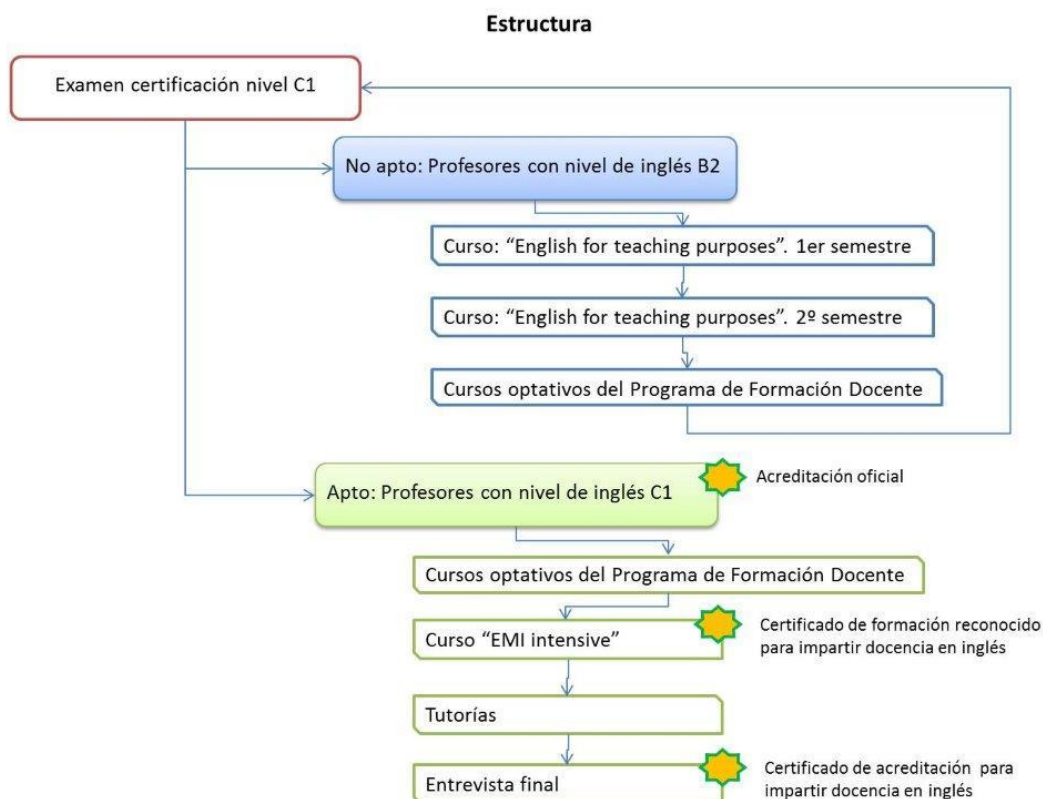 Estructura
Examen certificación nivel C1
No apto: Profesores con nivel de inglés B2
Curso: “English for teaching purposes”. 1er semestre
Curso: “English for teaching purposes”. 2º semestre
Cursos optativos del Programa de Formación Docente
Apto: Profesores con nivel de inglés C1
Acreditación oficial
Cursos optativos del Programa de Formación Docente
Curso “EMI intensive”
Certificado de formación reconocido
para impartir docencia en inglés
Tutorías
Entrevista final
Certificado de acreditación para
impartir docencia en inglés